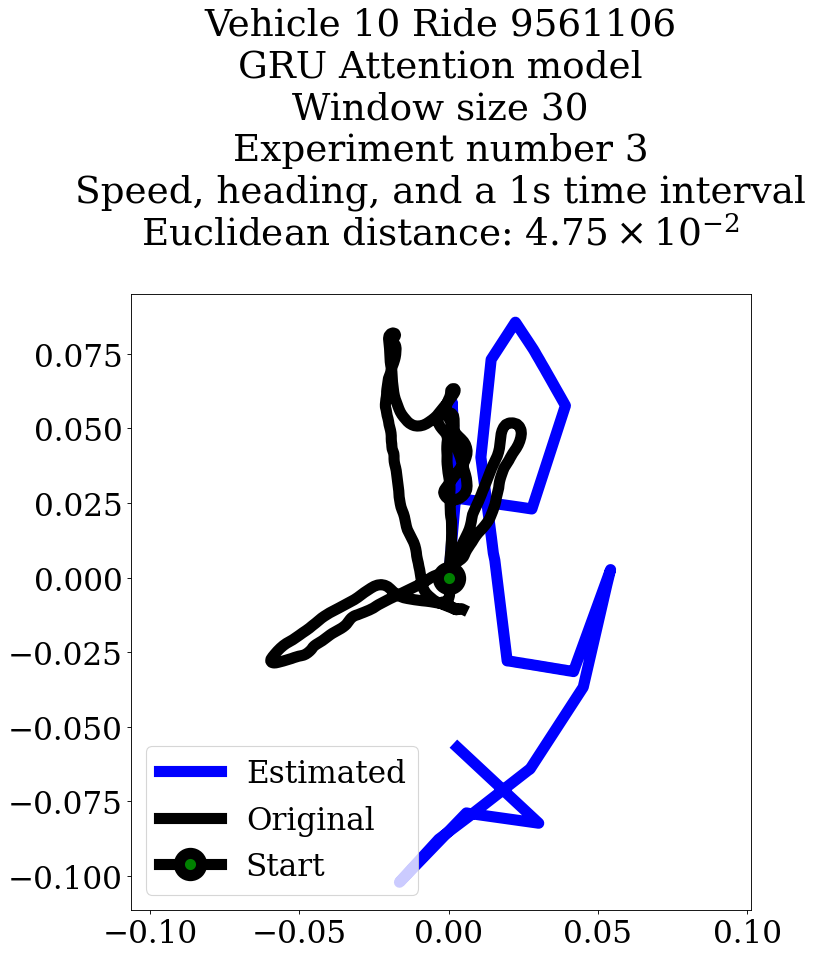 Vehicle 10 Ride 9561106
GRU Attention model
Window size 30
Experiment number 3
Speed, heading, and a 1s time interval
Euclidean distance: 4.75 × 10⁻²
0.075
0.050
0.025
0.000
−0.025
−0.050
−0.075
−0.100
Estimated
Original
Start
−0.10
−0.05
0.00
0.05
0.10